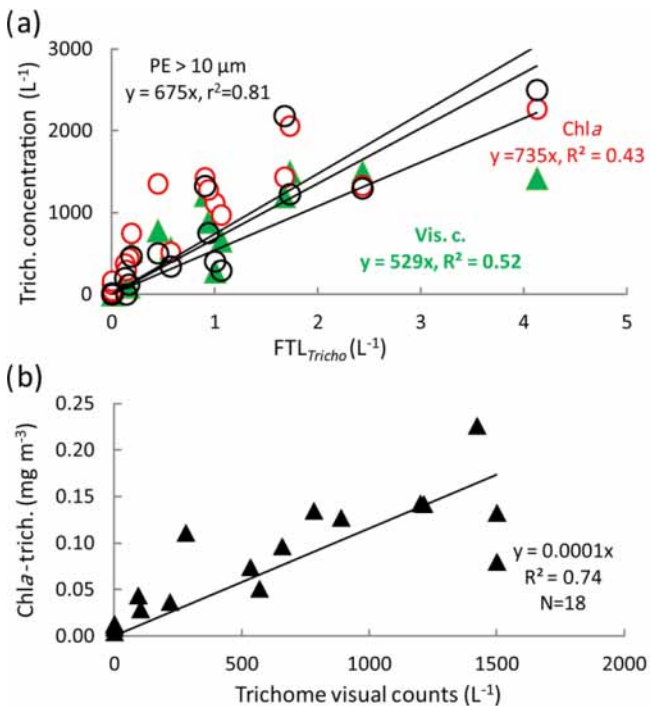 (a)
3000
2000
1000
0
Trich. concentration (L⁻¹)
PE > 10 µm
y = 675x, r²=0.81
Chla
y =735x, R² = 0.43
Vis. c.
y = 529x, R² = 0.52
0 1 2 3 4 5
FTLTricho (L⁻¹)
(b)
0.25
0.20
0.15
0.10
0.05
0.00
Chla-trich. (mg m⁻³)
y = 0.0001x
R² = 0.74
N=18
0 500 1000 1500 2000
Trichome visual counts (L⁻¹)